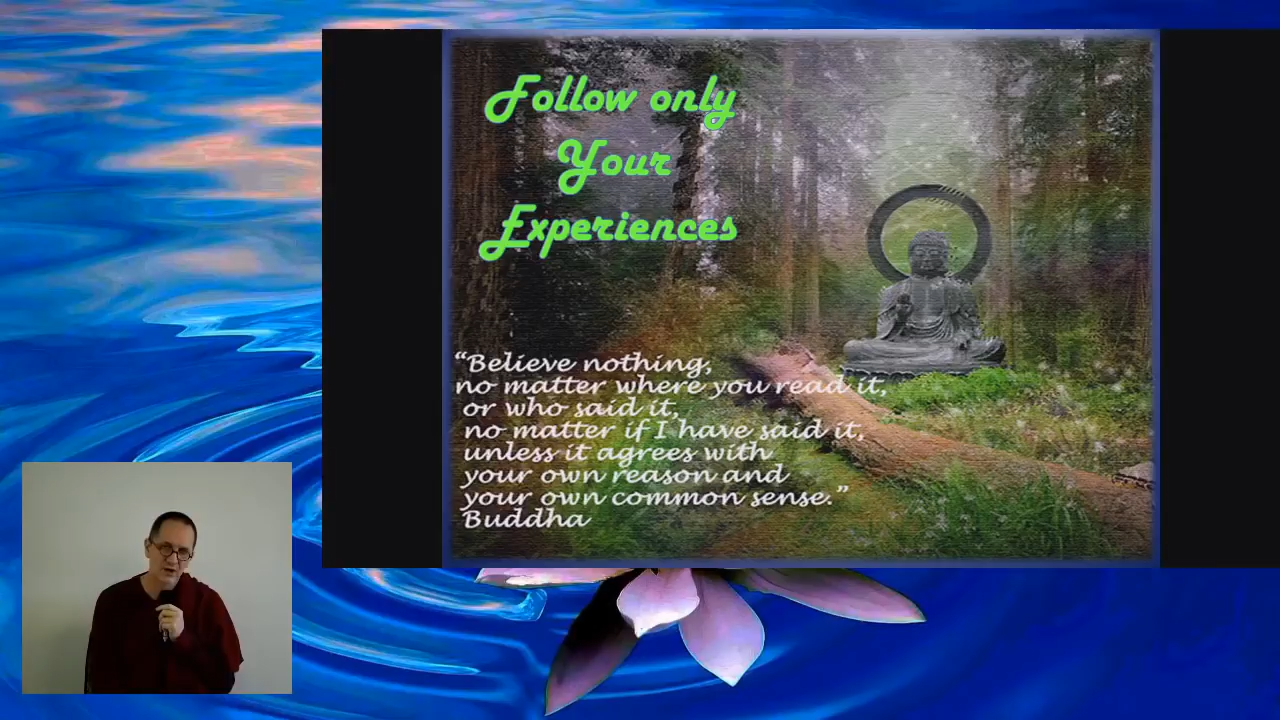 Follow only
Your
Experiences
“Believe nothing,
no matter where you read it,
or who said it,
no matter if I have said it,
unless it agrees with
your own reason and
your own common sense.”
Buddha